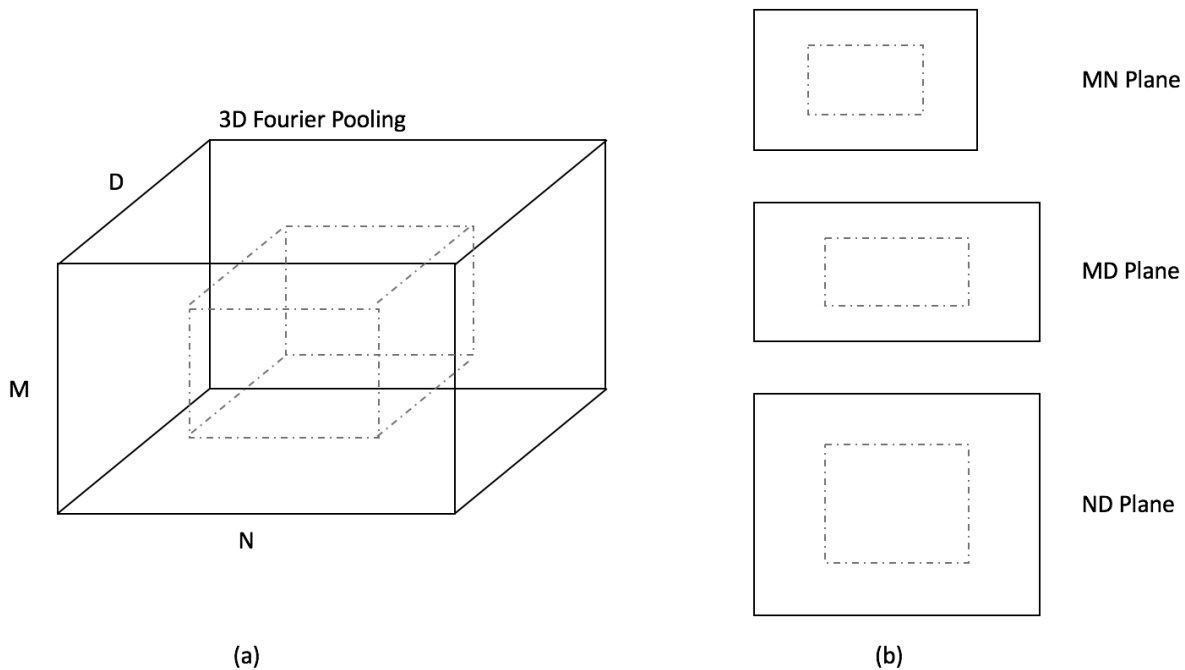 3D Fourier Pooling
D
M
N
(a)
MN Plane
MD Plane
ND Plane
(b)